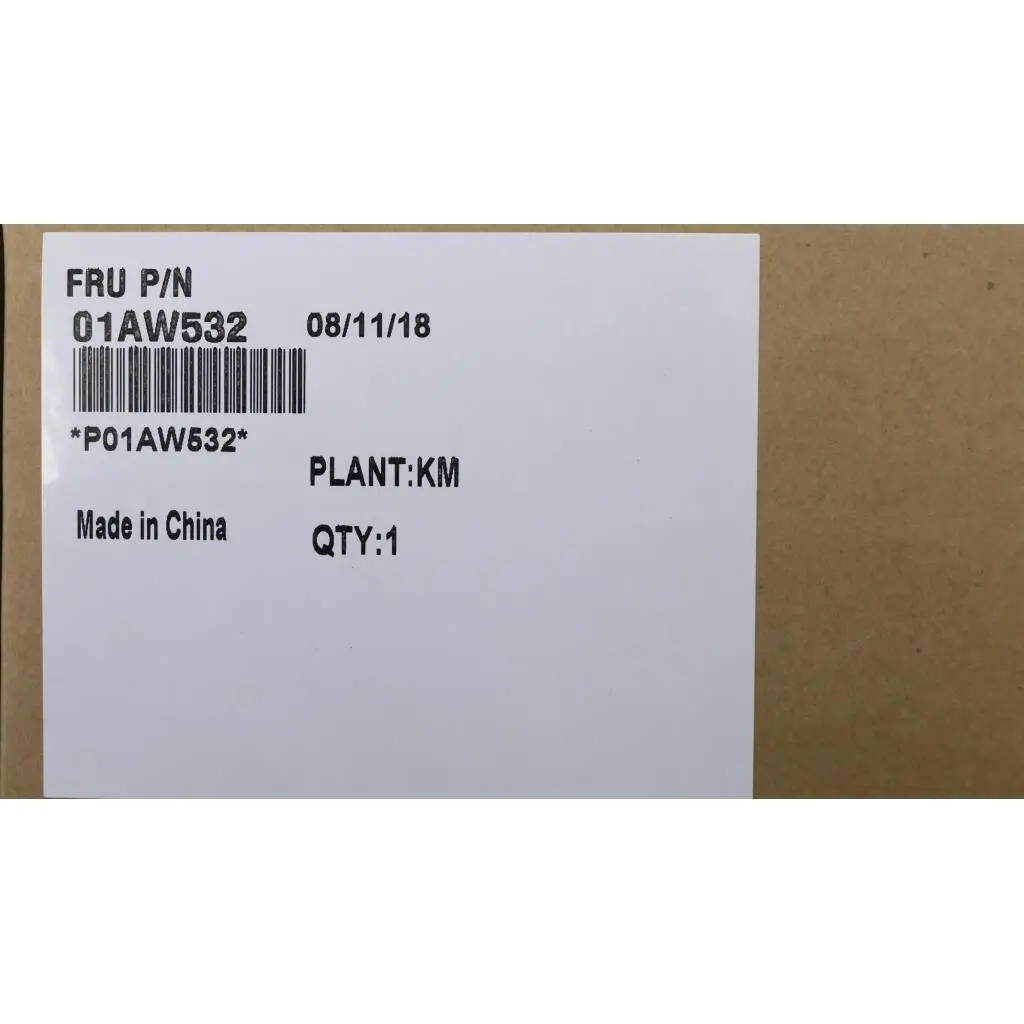 FRU P/N
01AW532 08/11/18
*P01AW532*
PLANT:KM
Made in China
QTY:1